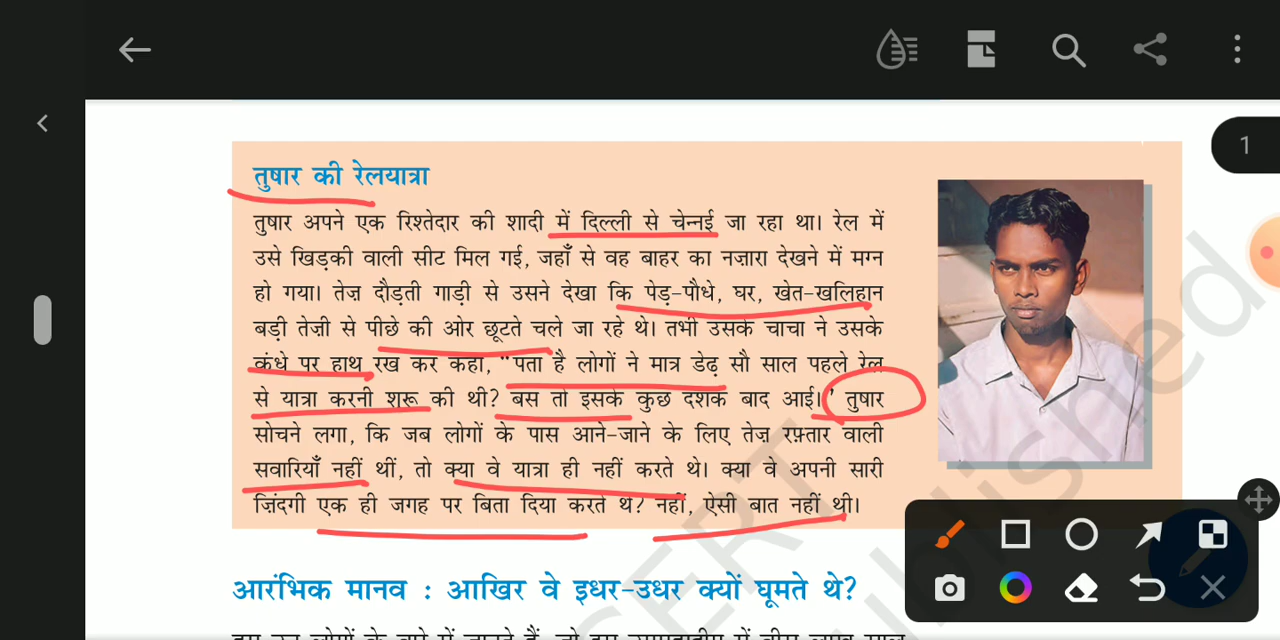 1
तुषार की रेलयात्रा
तुषार अपने एक रिश्तेदार की शादी में दिल्ली से चेन्नई जा रहा था। रेल में
उसे खिड़की वाली सीट मिल गई, जहाँ से वह बाहर का नज़ारा देखने में मग्न
हो गया। तेज़ दौड़ती गाड़ी से उसने देखा कि पेड़-पौधे, घर, खेत-खलिहान
बड़ी तेज़ी से पीछे की ओर छूटते चले जा रहे थे। तभी उसके चाचा ने उसके
कंधे पर हाथ रख कर कहा, "पता है लोगों ने मात्र डेढ़ सौ साल पहले रेल
से यात्रा करनी शरू की थी? बस तो इसके कुछ दशक बाद आई।" तुषार
सोचने लगा, कि जब लोगों के पास आने-जाने के लिए तेज़ रफ़्तार वाली
सवारियाँ नहीं थीं, तो क्या वे यात्रा ही नहीं करते थे। क्या वे अपनी सारी
ज़िंदगी एक ही जगह पर बिता दिया करते थे? नहीं, ऐसी बात नहीं थी।
आरंभिक मानव : आखिर वे इधर-उधर क्यों घूमते थे?